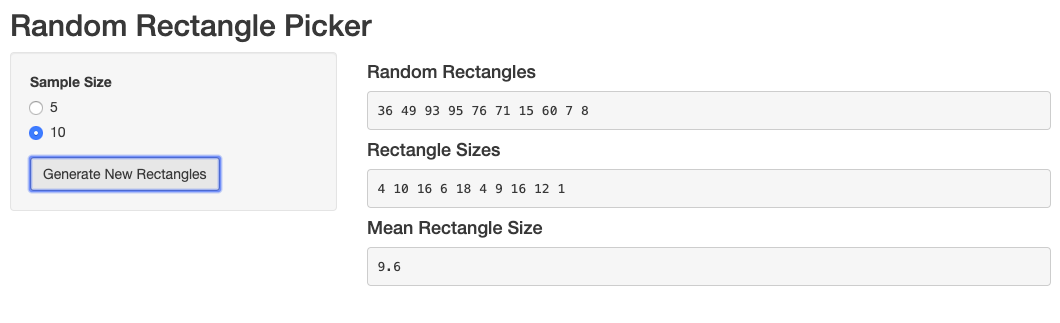 Random Rectangle Picker
Sample Size
5
10
Generate New Rectangles
Random Rectangles
36 49 93 95 76 71 15 60 7 8
Rectangle Sizes
4 10 16 6 18 4 9 16 12 1
Mean Rectangle Size
9.6